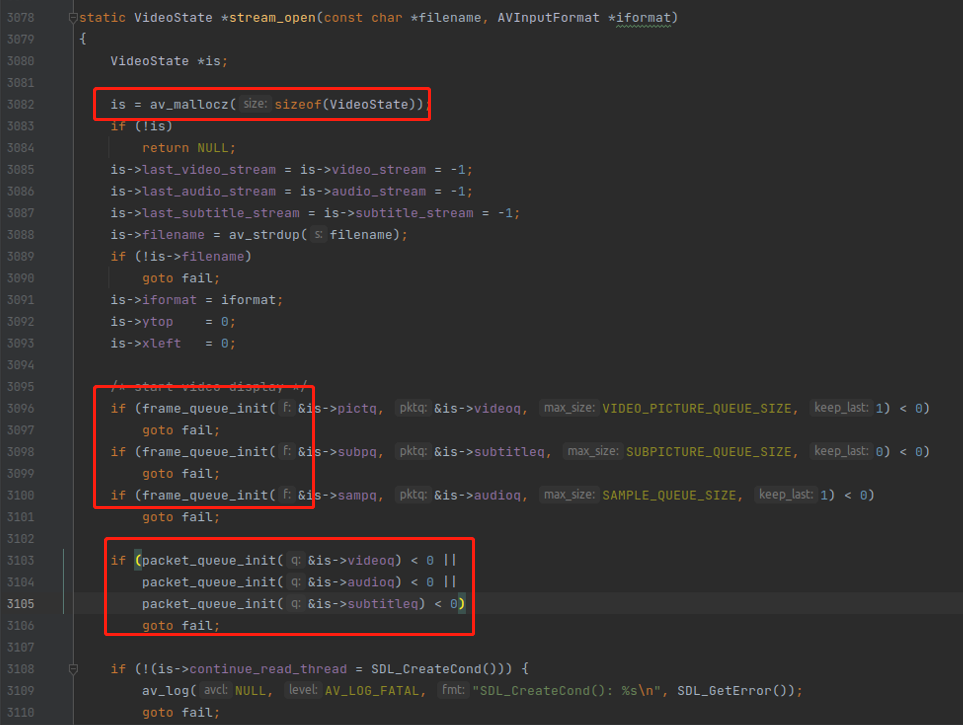 3078 static VideoState *stream_open(const char *filename, AVInputFormat *iformat)
3079 {
3080 VideoState *is;
3081
3082 is = av_mallocz( size: sizeof(VideoState));
3083 if (!is)
3084 return NULL;
3085 is->last_video_stream = is->video_stream = -1;
3086 is->last_audio_stream = is->audio_stream = -1;
3087 is->last_subtitle_stream = is->subtitle_stream = -1;
3088 is->filename = av_strdup( s: filename);
3089 if (!is->filename)
3090 goto fail;
3091 is->iformat = iformat;
3092 is->ytop    = 0;
3093 is->xleft   = 0;
3094
3095 /* start video display */
3096 if (frame_queue_init( f: &is->pictq, pktq: &is->videoq, max_size: VIDEO_PICTURE_QUEUE_SIZE, keep_last: 1) < 0)
3097 goto fail;
3098 if (frame_queue_init( f: &is->subpq, pktq: &is->subtitleq, max_size: SUBPICTURE_QUEUE_SIZE, keep_last: 0) < 0)
3099 goto fail;
3100 if (frame_queue_init( f: &is->sampq, pktq: &is->audioq, max_size: SAMPLE_QUEUE_SIZE, keep_last: 1) < 0)
3101 goto fail;
3102
3103 if (packet_queue_init( q: &is->videoq) < 0 ||
3104 packet_queue_init( q: &is->audioq) < 0 ||
3105 packet_queue_init( q: &is->subtitleq) < 0)
3106 goto fail;
3107
3108 if (!(is->continue_read_thread = SDL_CreateCond())) {
3109 av_log( avcl: NULL, level: AV_LOG_FATAL, fmt: "SDL_CreateCond(): %s\n", SDL_GetError());
3110 goto fail;